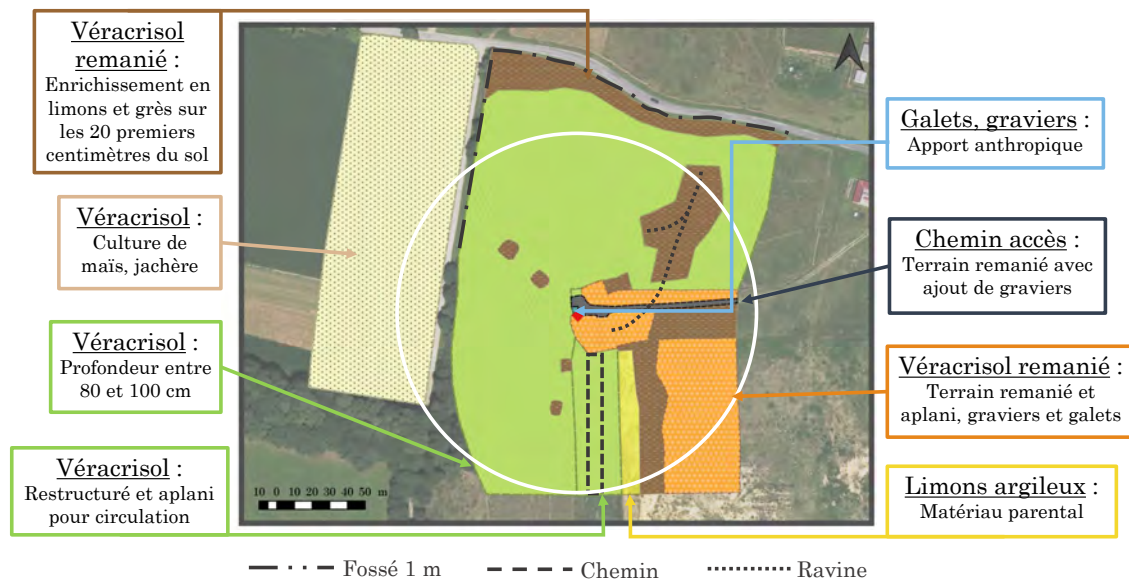 Véracrisol
remanié :
Enrichissement en
limons et grès sur
les 20 premiers
centimètres du sol
Véracrisol :
Culture de
maïs, jachère
Véracrisol :
Profondeur entre
80 et 100 cm
Véracrisol :
Restructuré et aplani
pour circulation
Galets, graviers :
Apport anthropique
Chemin accès :
Terrain remanié avec
ajout de graviers
Véracrisol remanié :
Terrain remanié et
aplani, graviers et galets
Limons argileux :
Matériau parental
10 0 10 20 30 40 50 m
Fossé 1 m Chemin Ravine